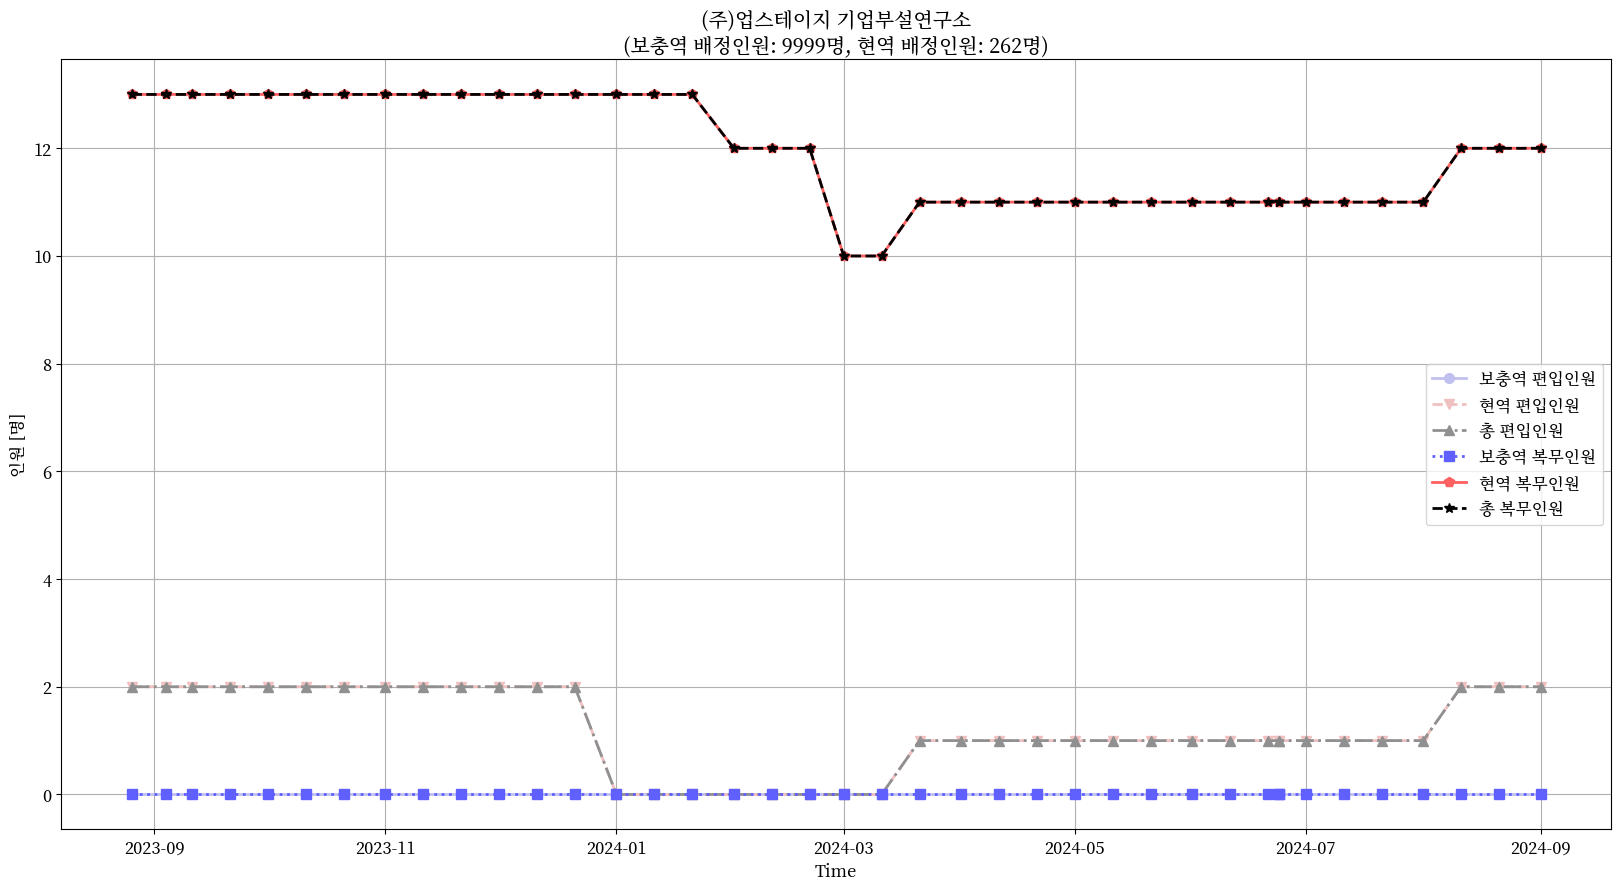 (주)업스테이지 기업부설연구소
(보충역 배정인원: 9999명, 현역 배정인원: 262명)
인원 [명]
12
10
8
6
4
2
0
보충역 편입인원
현역 편입인원
총 편입인원
보충역 복무인원
현역 복무인원
총 복무인원
2023-09
2023-11
2024-01
2024-03
2024-05
2024-07
2024-09
Time